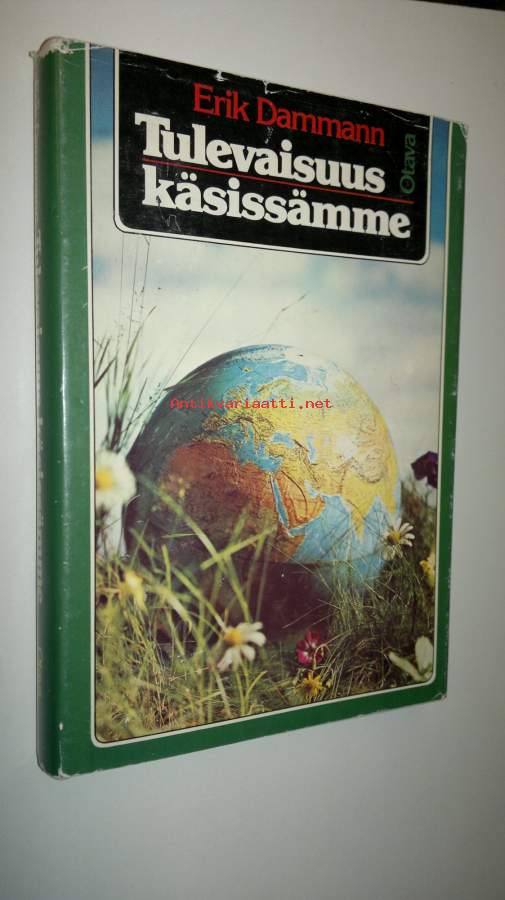 Erik Dammann
Tulevaisuus
käsissämme
Otava
Antikvariaatti.net